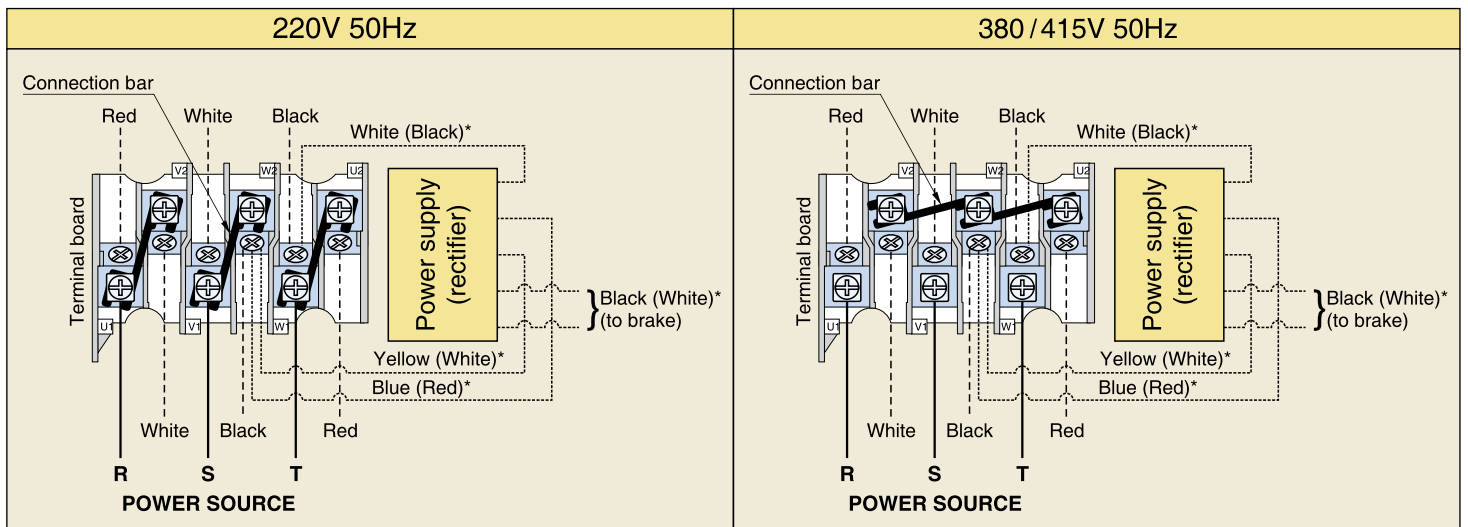 220V 50Hz
Connection bar
Red White Black
White (Black)*
V2 W2 U2
Terminal board
Power supply
(rectifier)
Black (White)*
(to brake)
U1 V1 W1
Yellow (White)*
Blue (Red)*
White Black Red
R S T
POWER SOURCE
380/415V 50Hz
Connection bar
Red White Black
White (Black)*
V2 W2 U2
Terminal board
Power supply
(rectifier)
Black (White)*
(to brake)
U1 V1 W
Yellow (White)*
Blue (Red)*
White Black Red
R S T
POWER SOURCE